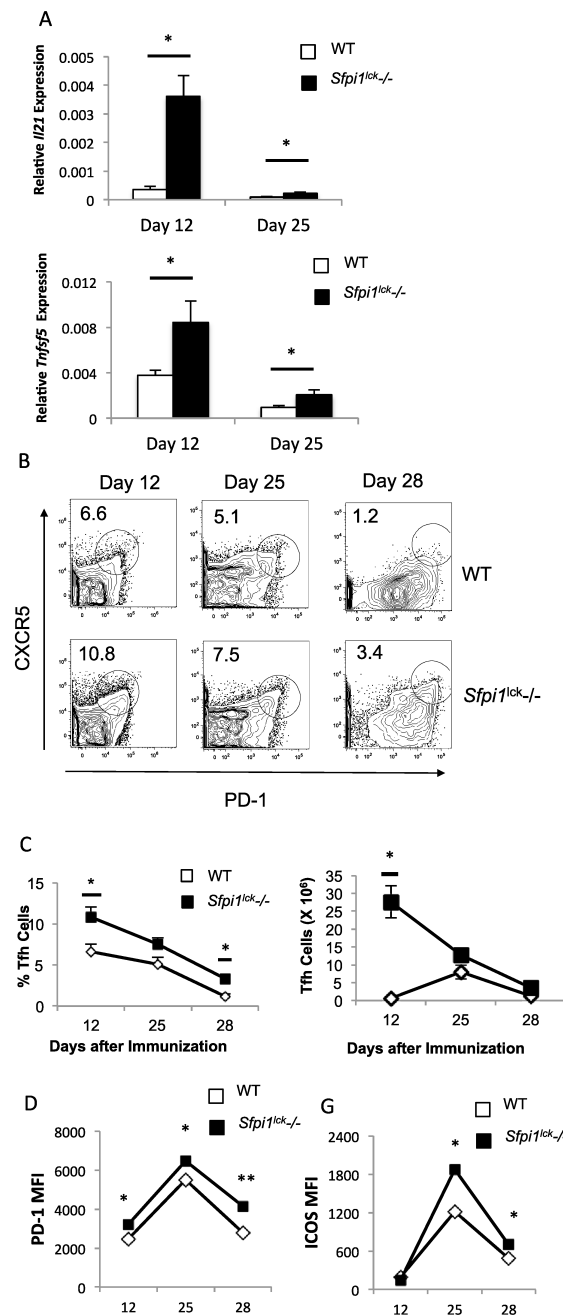 A
WT
Sfpi1lck-/-
Relative Il21 Expression
0.005
0.004
0.003
0.002
0.001
0
*
*
Day 12 Day 25
WT
Sfpi1lck-/-
Relative Tnfsf5 Expression
0.012
0.008
0.004
0
*
*
Day 12 Day 25
B
Day 12 Day 25 Day 28
6.6 5.1 1.2
WT
10.8 7.5 3.4
Sfpi1lck-/-
CXCR5
PD-1
C
WT
Sfpi1lck-/-
% Tfh Cells
15
10
5
0
*
*
12 25 28
Days after Immunization
Tfh Cells (X 10⁶)
35
30
25
20
15
10
5
0
*
12 25 28
Days after Immunization
D
WT
Sfpi1lck-/-
PD-1 MFI
8000
6000
4000
2000
0
*
*
**
12 25 28
G
WT
Sfpi1lck-/-
ICOS MFI
2400
1800
1200
600
0
*
*
12 25 28